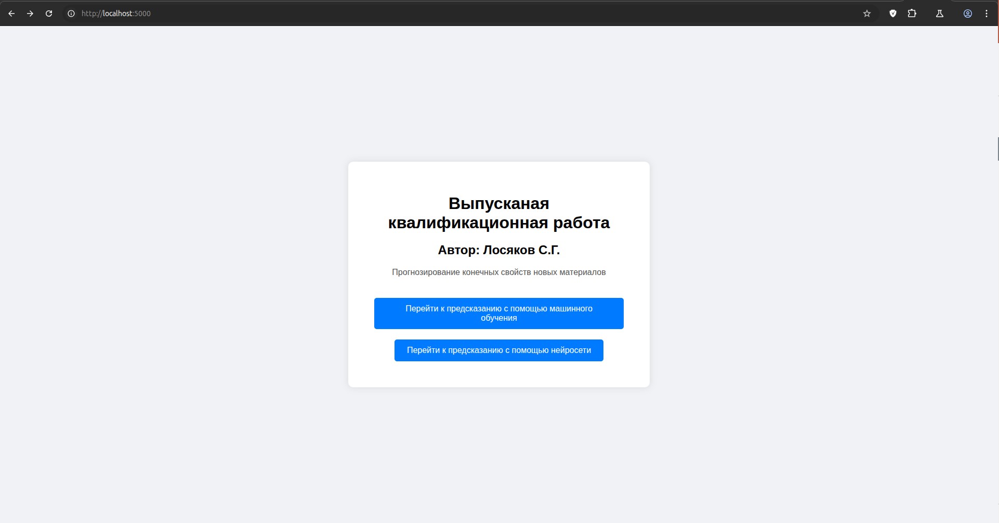 http://localhost:5000
Выпусканая
квалификационная работа
Автор: Лосяков С.Г.
Прогнозирование конечных свойств новых материалов
Перейти к предсказанию с помощью машинного
обучения
Перейти к предсказанию с помощью нейросети